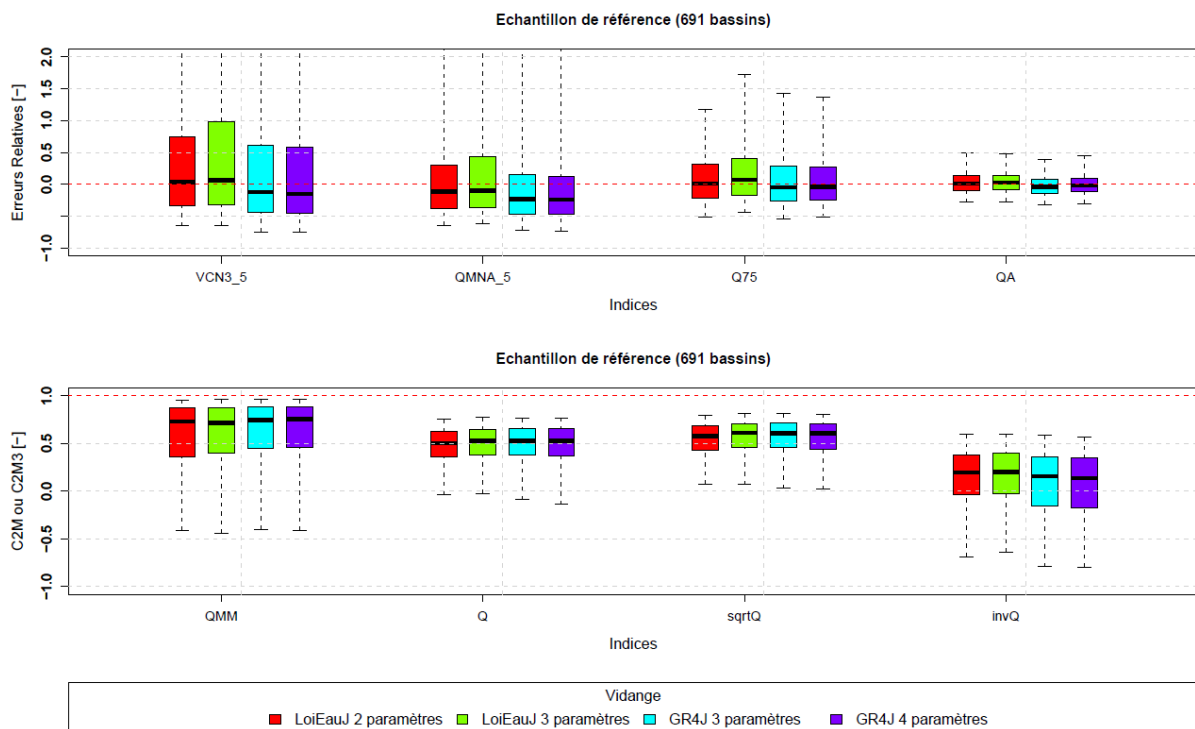 Echantillon de référence (691 bassins)
Erreurs Relatives [−]
2.0
1.5
1.0
0.5
0.0
−1.0
VCN3_5 QMNA_5 Q75 QA
Indices
Echantillon de référence (691 bassins)
C2M ou C2M3 [−]
1.0
0.5
0.0
−0.5
−1.0
QMM Q sqrtQ invQ
Indices
Vidange
LoiEauJ 2 paramètres LoiEauJ 3 paramètres GR4J 3 paramètres GR4J 4 paramètres